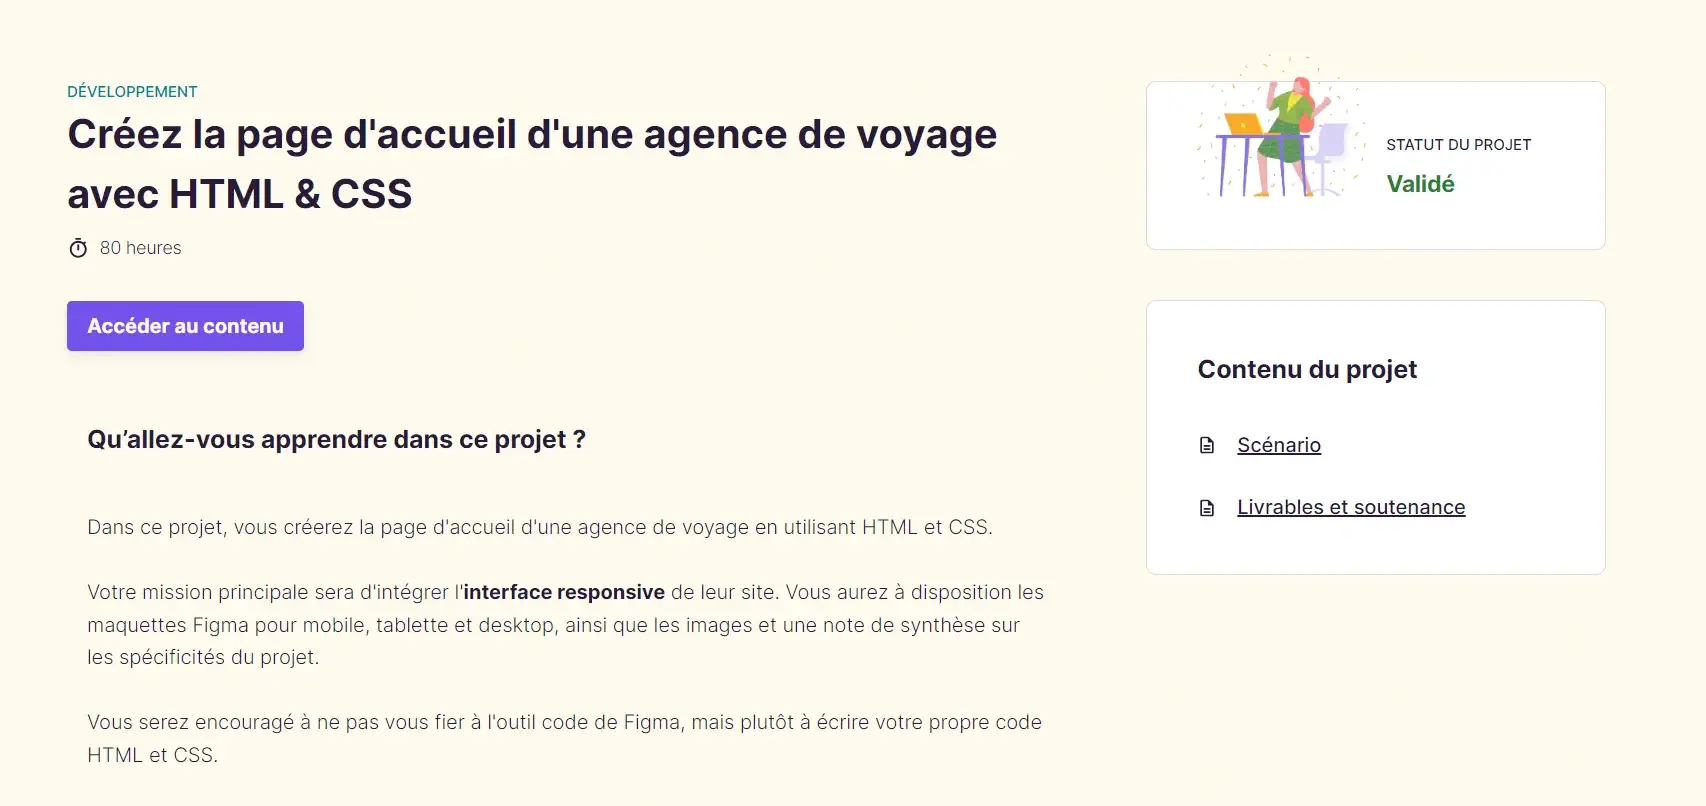 DÉVELOPPEMENT
Créez la page d'accueil d'une agence de voyage
avec HTML & CSS
80 heures
Accéder au contenu
Qu’allez-vous apprendre dans ce projet ?
Dans ce projet, vous créerez la page d'accueil d'une agence de voyage en utilisant HTML et CSS.
Votre mission principale sera d'intégrer l'interface responsive de leur site. Vous aurez à disposition les
maquettes Figma pour mobile, tablette et desktop, ainsi que les images et une note de synthèse sur
les spécificités du projet.
Vous serez encouragé à ne pas vous fier à l'outil code de Figma, mais plutôt à écrire votre propre code
HTML et CSS.
STATUT DU PROJET
Validé
Contenu du projet
Scénario
Livrables et soutenance